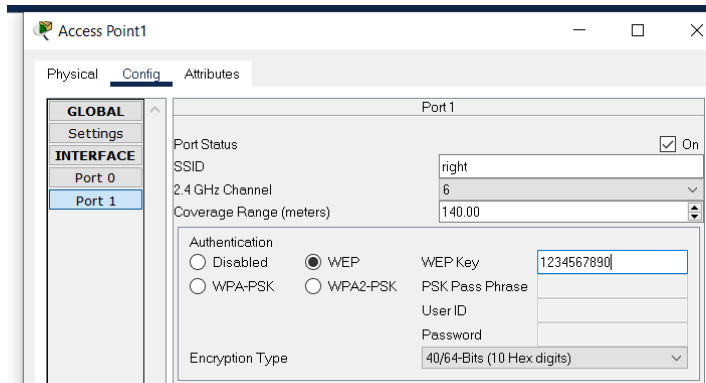 Access Point1
Physical Config Attributes
GLOBAL
Settings
INTERFACE
Port 0
Port 1
Port 1
Port Status On
SSID right
2.4 GHz Channel 6
Coverage Range (meters) 140.00
Authentication
Disabled WEP WEP Key 1234567890
WPA-PSK WPA2-PSK PSK Pass Phrase
User ID
Password
Encryption Type 40/64-Bits (10 Hex digits)